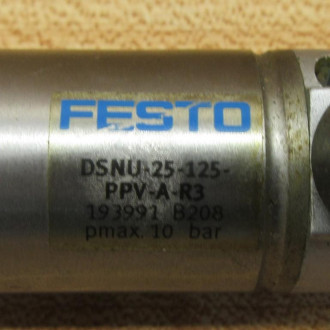 FESTO
DSNU-25-125-
PPV-A-R3
193991 B208
pmax. 10 bar